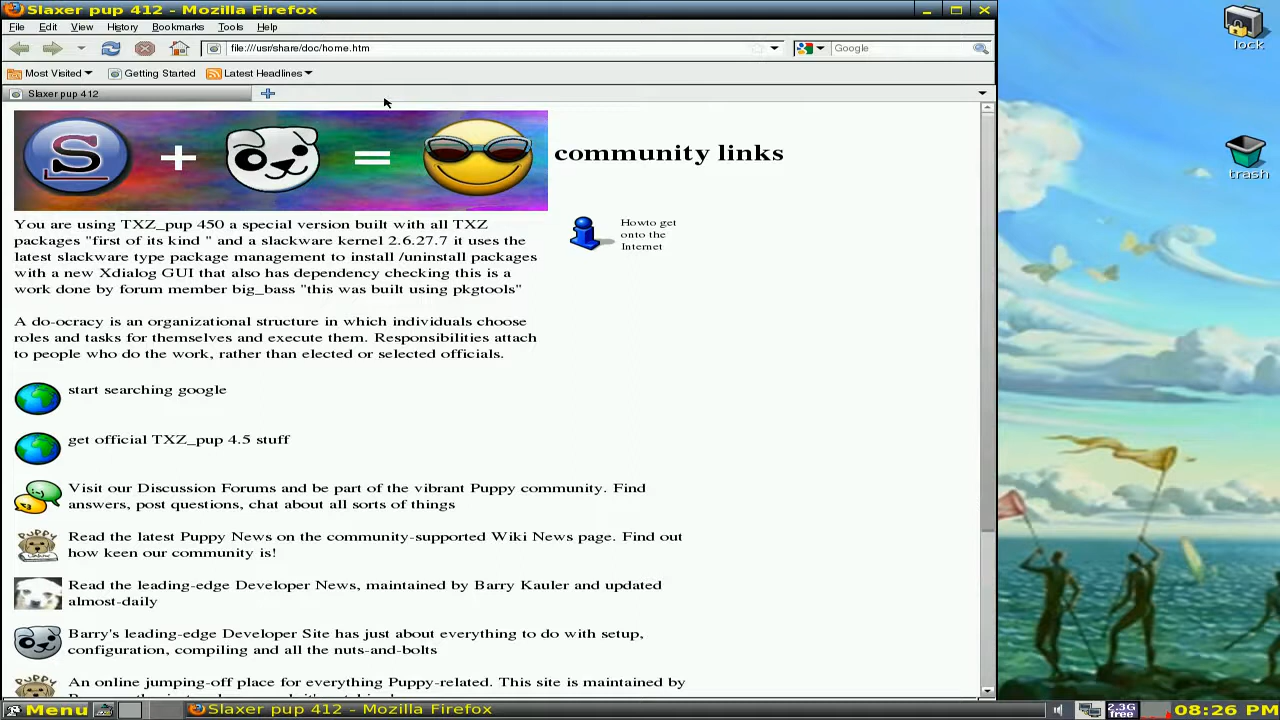 Slaxer pup 412 - Mozilla Firefox
File Edit View History Bookmarks Tools Help
file:///usr/share/doc/home.htm
Google
Most Visited Getting Started Latest Headlines
Slaxer pup 412
S + =
community links
You are using TXZ_pup 450 a special version built with all TXZ
packages "first of its kind " and a slackware kernel 2.6.27.7 it uses the
latest slackware type package management to install /uninstall packages
with a new Xdialog GUI that also has dependency checking this is a
work done by forum member big_bass "this was built using pkgtools"
Howto get
onto the
Internet
A do-ocracy is an organizational structure in which individuals choose
roles and tasks for themselves and execute them. Responsibilities attach
to people who do the work, rather than elected or selected officials.
start searching google
get official TXZ_pup 4.5 stuff
Visit our Discussion Forums and be part of the vibrant Puppy community. Find
answers, post questions, chat about all sorts of things
PUPPY
Read the latest Puppy News on the community-supported Wiki News page. Find out
how keen our community is!
Read the leading-edge Developer News, maintained by Barry Kauler and updated
almost-daily
Barry's leading-edge Developer Site has just about everything to do with setup,
configuration, compiling and all the nuts-and-bolts
PUPPY
An online jumping-off place for everything Puppy-related. This site is maintained by
lock
trash
Menu
Slaxer pup 412 - Mozilla Firefox
2.3G
free
08:26 PM